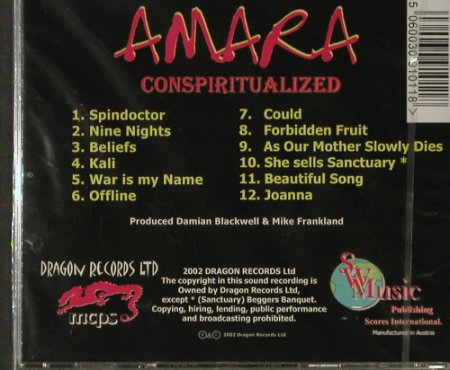 AMARA
CONSPIRITUALIZED
1. Spindoctor
2. Nine Nights
3. Beliefs
4. Kali
5. War is my Name
6. Offline
7. Could
8. Forbidden Fruit
9. As Our Mother Slowly Dies
10. She sells Sanctuary *
11. Beautiful Song
12. Joanna
Produced Damian Blackwell & Mike Frankland
DRAGON RECORDS LTD
mcps
2002 DRAGON RECORDS Ltd
The copyright in this sound recording is
Owned by Dragon Records Ltd,
except * (Sanctuary) Beggers Banquet.
Copying, hiring, lending, public performance
and broadcasting prohibited.
℗&© 2002 Dragon Records Ltd
SVMusic
Publishing
Scores International.
Manufactured in Austria
5060030910118